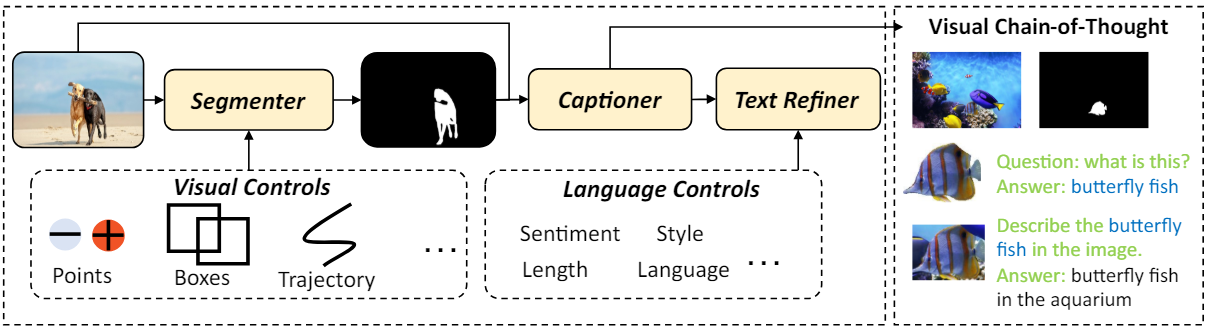 Visual Chain-of-Thought
Segmenter
Captioner
Text Refiner
Question: what is this?
Answer: butterfly fish
Visual Controls
Language Controls
Describe the butterfly
fish in the image.
Sentiment Style
Points
Boxes
Trajectory
...
Length Language ...
Answer: butterfly fish
in the aquarium